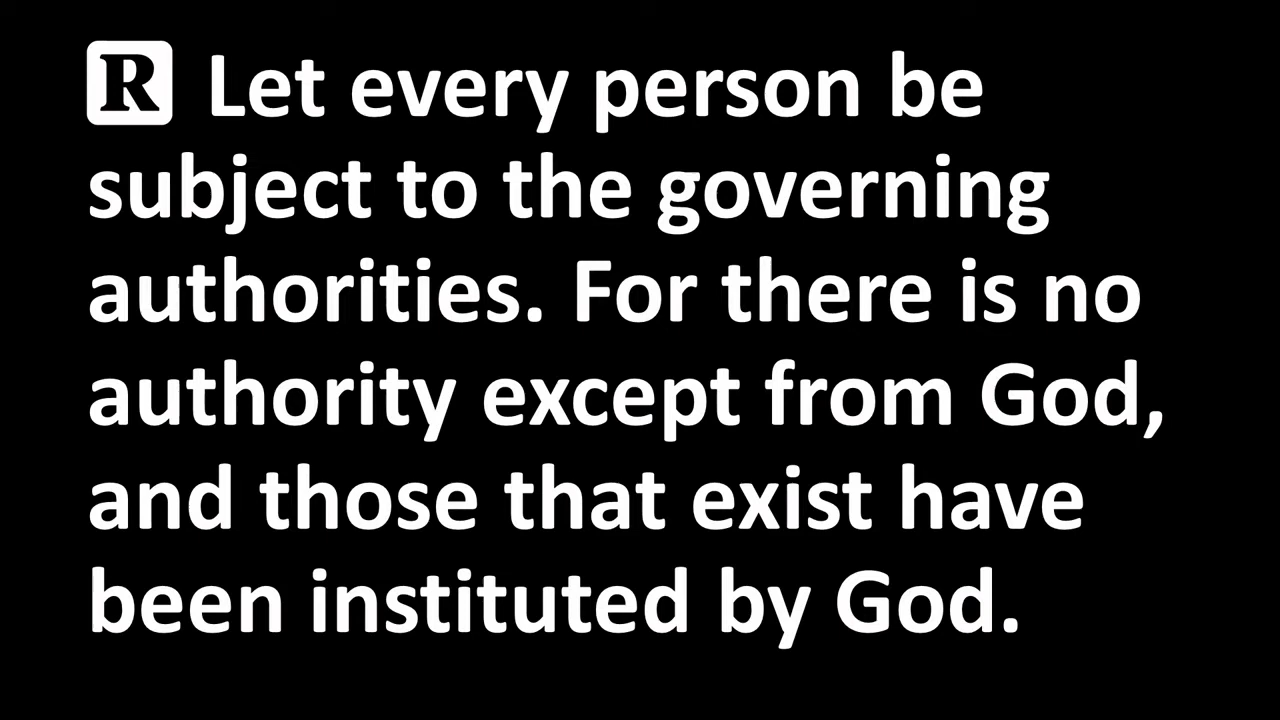 R Let every person be
subject to the governing
authorities. For there is no
authority except from God,
and those that exist have
been instituted by God.